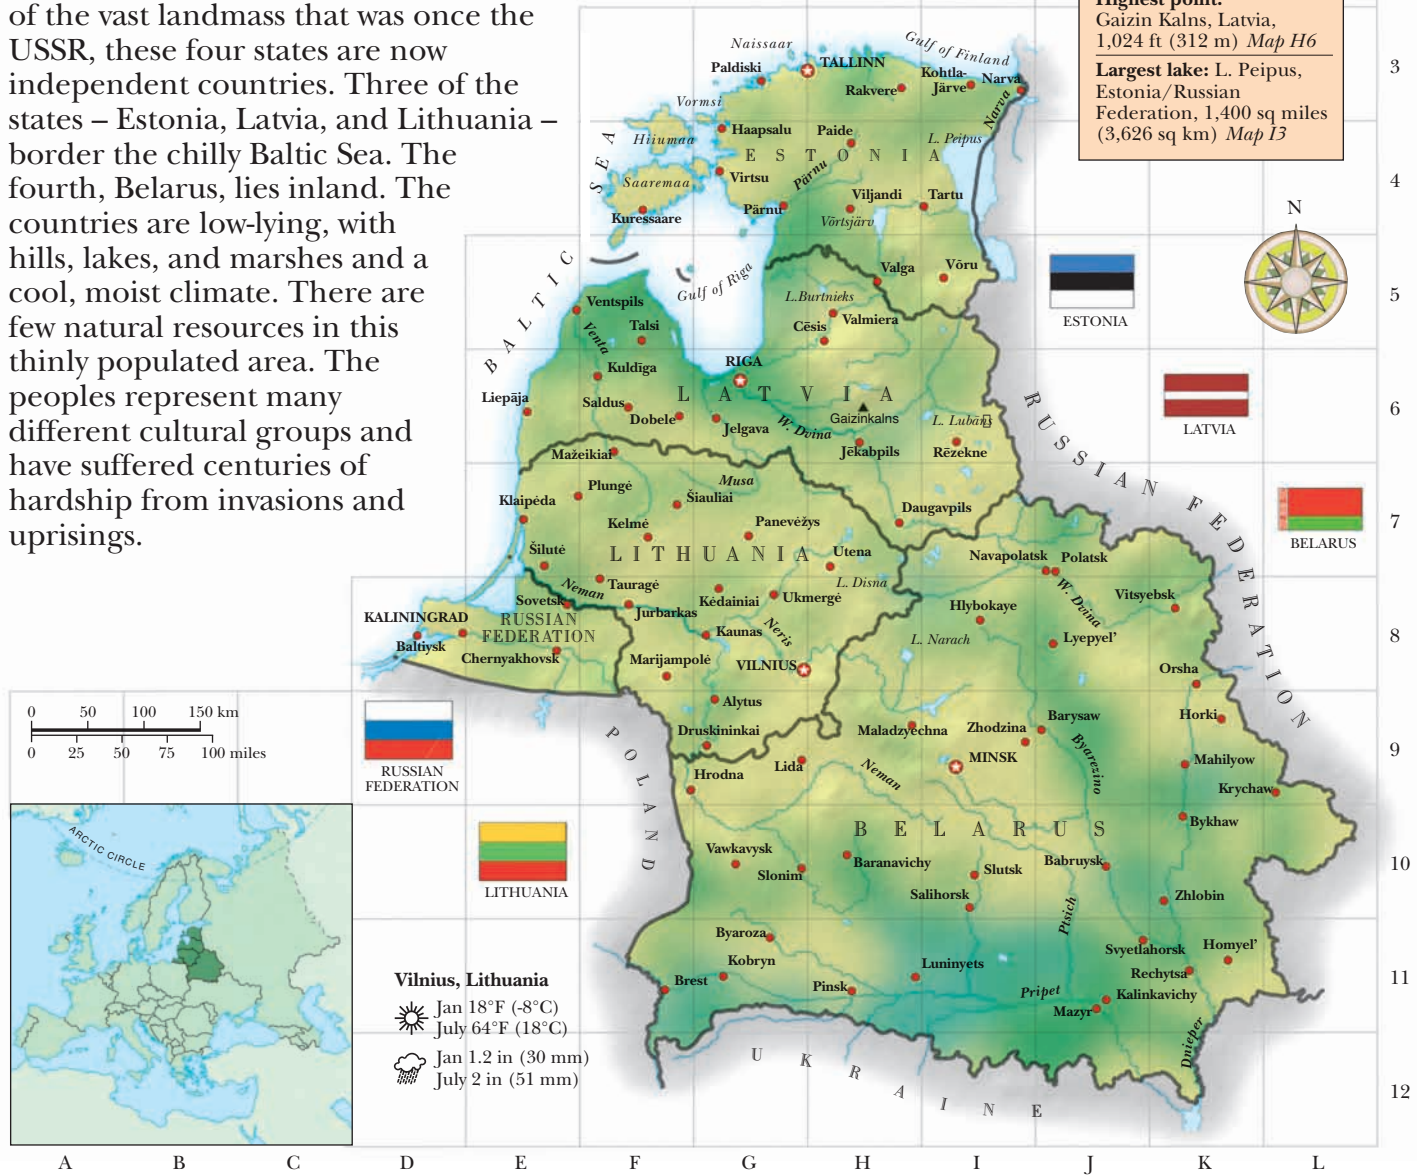 of the vast landmass that was once the
USSR, these four states are now
independent countries. Three of the
states – Estonia, Latvia, and Lithuania –
border the chilly Baltic Sea. The
fourth, Belarus, lies inland. The
countries are low-lying, with
hills, lakes, and marshes and a
cool, moist climate. There are
few natural resources in this
thinly populated area. The
peoples represent many
different cultural groups and
have suffered centuries of
hardship from invasions and
uprisings.
Highest point:
Gaizin Kalns, Latvia,
1,024 ft (312 m) Map H6
Largest lake: L. Peipus,
Estonia/Russian
Federation, 1,400 sq miles
(3,626 sq km) Map I3
3
4
5
6
7
8
9
10
11
12
N
ESTONIA
LATVIA
BELARUS
RUSSIAN
FEDERATION
LITHUANIA
Naissaar
Gulf of Finland
Paldiski
TALLINN
Kohtla-
Järve
Narva
Rakvere
Narva
Vormsi
Haapsalu
Paide
L. Peipus
Hiiumaa
ESTONIA
Virtsu
Pärnu
Saaremaa
Viljandi
Tartu
Kuressaare
Pärnu
Võrtsjärv
BALTIC SEA
Valga
Võru
Gulf of Riga
Ventspils
L.Burtnieks
Valmiera
Talsi
Cēsis
Venta
RIGA
Kuldīga
LATVIA
Liepāja
Saldus
Dobele
Jelgava
W. Dvina
Gaizinkalns
L. Lubāns
Jēkabpils
Rēzekne
RUSSIAN FEDERATION
Mažeikiai
Musa
Plungė
Klaipėda
Šiauliai
Daugavpils
Kelmė
Panevėžys
LITHUANIA
Šilutė
Utena
Navapolatsk
Polatsk
Tauragė
L. Disna
Neman
Sovetsk
Kėdainiai
Ukmergė
W. Dvina
Vitsyebsk
Jurbarkas
Hlybokaye
KALININGRAD
RUSSIAN
FEDERATION
Kaunas
Neris
L. Narach
Lyepyel’
Baltiysk
Chernyakhovsk
Marijampolė
VILNIUS
Orsha
Alytus
Horki
Druskininkai
Maladzyechna
Zhodzina
Barysaw
POLAND
MINSK
Byarezino
Mahilyow
Hrodna
Lida
Neman
Krychaw
BELARUS
Bykhaw
Vawkavysk
Baranavichy
Slonim
Slutsk
Babruysk
Salihorsk
Zhlobin
Ptsich
Byaroza
Svyetlahorsk
Homyel’
Kobryn
Luninyets
Rechytsa
Brest
Pinsk
Pripet
Kalinkavichy
Mazyr
Dnieper
UKRAINE
0 50 100 150 km
0 25 50 75 100 miles
ARCTIC CIRCLE
Vilnius, Lithuania
Jan 18°F (-8°C)
July 64°F (18°C)
Jan 1.2 in (30 mm)
July 2 in (51 mm)
A B C D E F G H I J K L